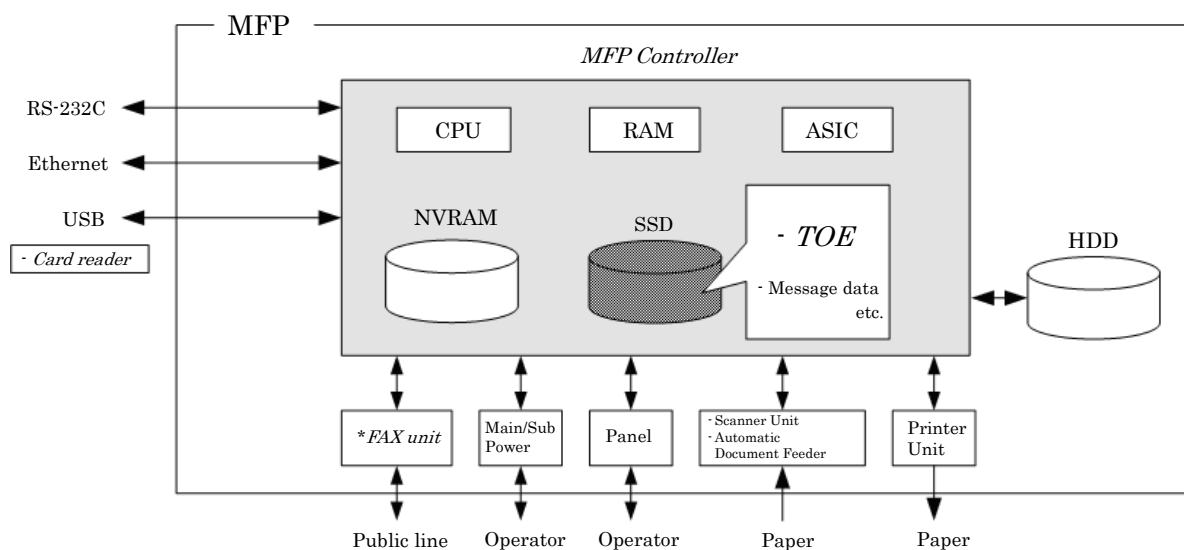 MFP
MFP Controller
RS-232C
Ethernet
USB
- Card reader
CPU
RAM
ASIC
NVRAM
SSD
- TOE
- Message data
etc.
HDD
*FAX unit
Main/Sub
Power
Panel
- Scanner Unit
- Automatic
Document Feeder
Printer
Unit
Public line
Operator
Operator
Paper
Paper